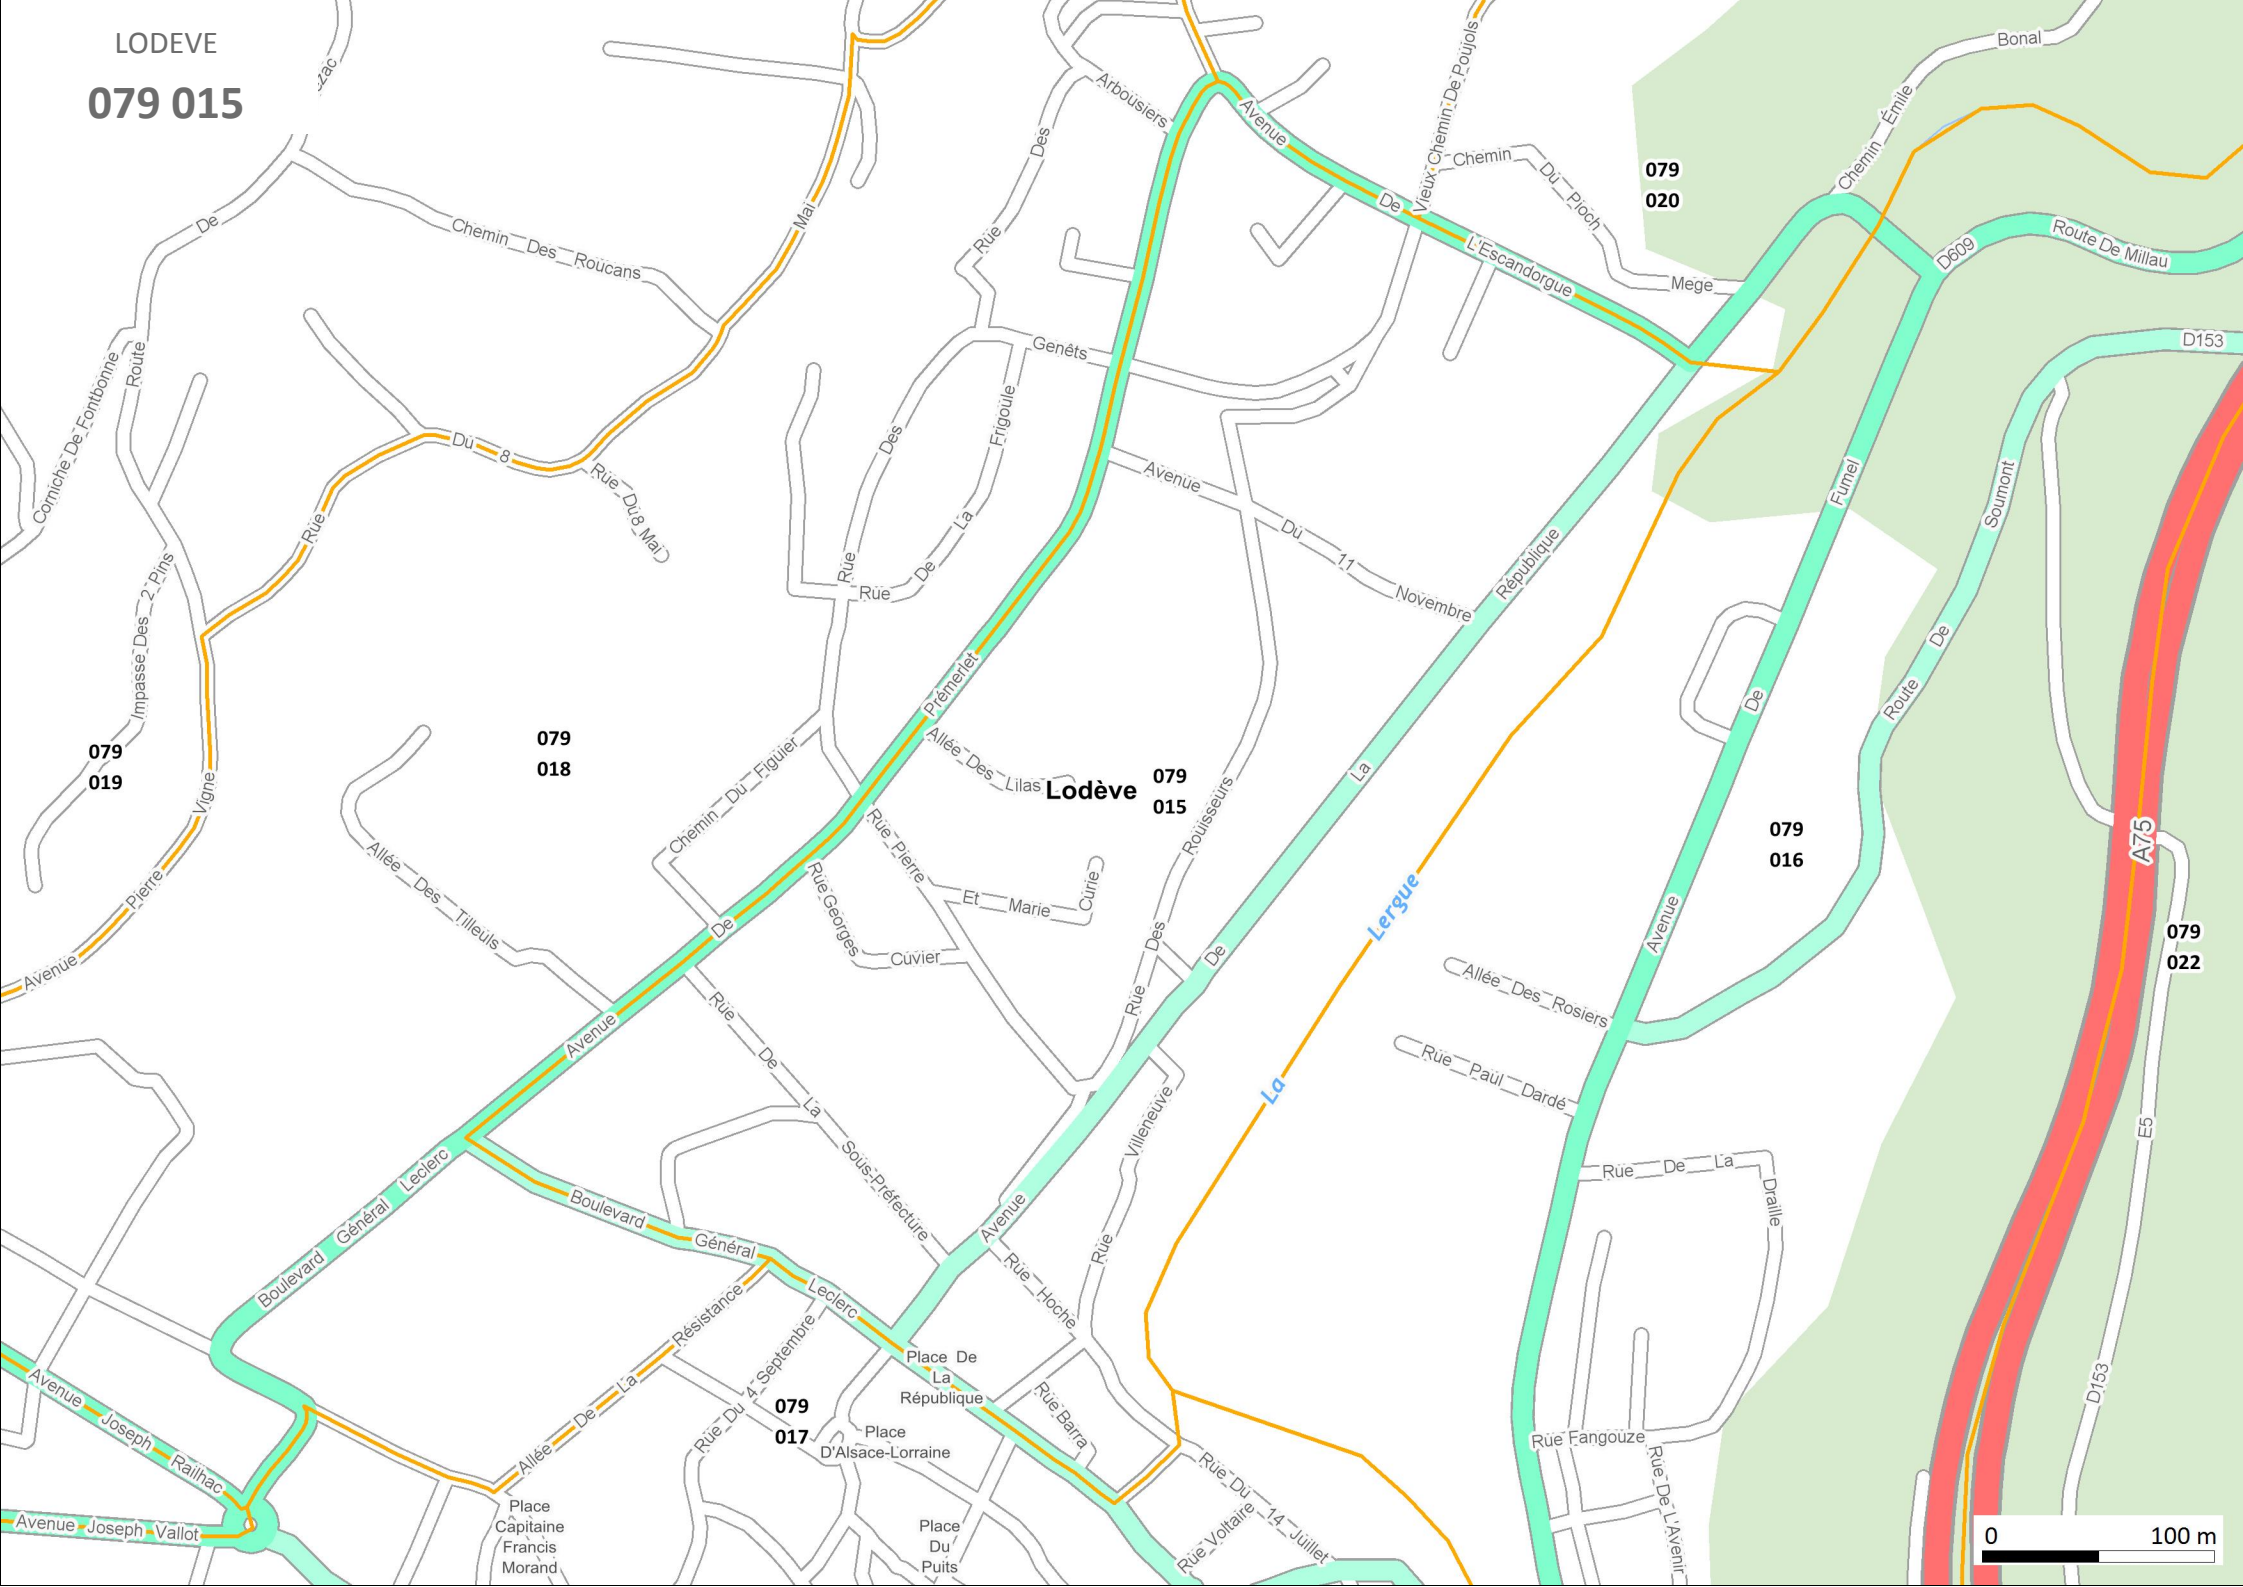 LODEVE
079 015
zac
De
Chemin Des Roucans
Mai
Route
Corniche De Fontbonne
Impasse Des 2 Pins
Rue
Du
8
Rue Du8 Mai
Vigne
Pierre
Avenue
079
019
079
018
Arbousiers
Des
Rue
Genêts
Frigoule
Des
Rue
La
De
Rue
Avenue
De
L'Escandorgue
Vieux Chemin De Poujols
Chemin Du Pioch
Mege
079
020
Bonal
Émile
Chemin
D609
Route De Millau
D153
Avenue
Du
11
Novembre
République
La
De
Avenue
Fumel
De
Avenue
Soumont
De
Route
A75
E5
D153
Prémerlet
De
Avenue
Allée Des Lilas
Lodève
079
015
Rouisseurs
Des
Rue
Chemin Du Figuier
Rue Pierre
Et Marie
Curie
Rue Georges
Cuvier
Allée Des Tilleuls
Rue De La Sous-Préfecture
079
016
079
022
Lergue
La
Allée Des Rosiers
Rue Paul Dardé
Rue De La
Draille
Villeneuve
Rue
Leclerc
Général
Boulevard
Boulevard
Général
Leclerc
Résistance
La
De
Allée
Rue Du 4 Septembre
Rue Hoche
Place De
La
République
Rue Barra
Place
D'Alsace-Lorraine
079
017
Rue Fangouze
Rue De L'Avenir
Rue Du 14 Juillet
Rue Voltaire
Avenue Joseph Railhac
Avenue Joseph Vallot
Place
Capitaine
Francis
Morand
Place
Du
Puits
0 100 m